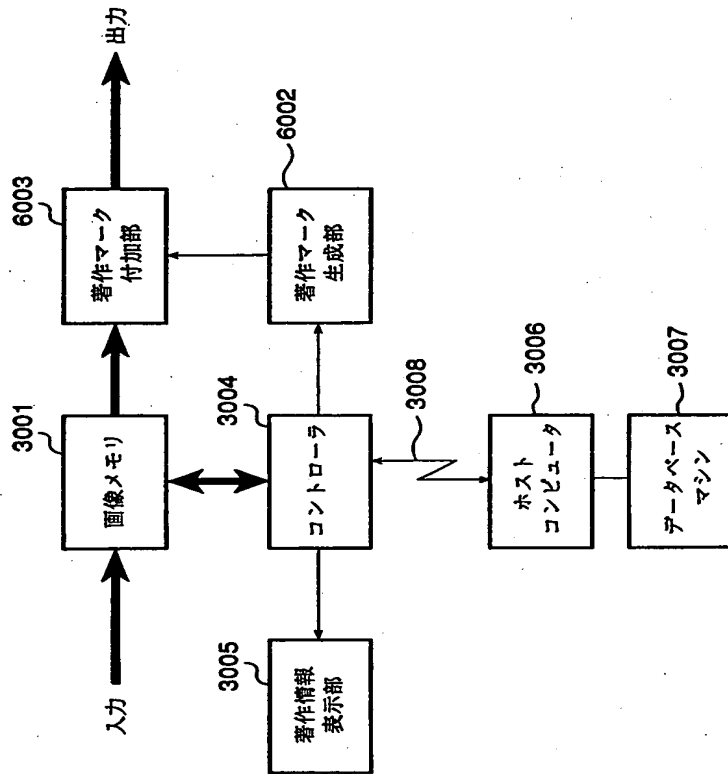 入力
3001
画像メモリ
6003
著作マーク
付加部
出力
3005
著作情報
表示部
3004
コントローラ
6002
著作マーク
生成部
3008
3006
ホスト
コンピュータ
3007
データベース
マシン